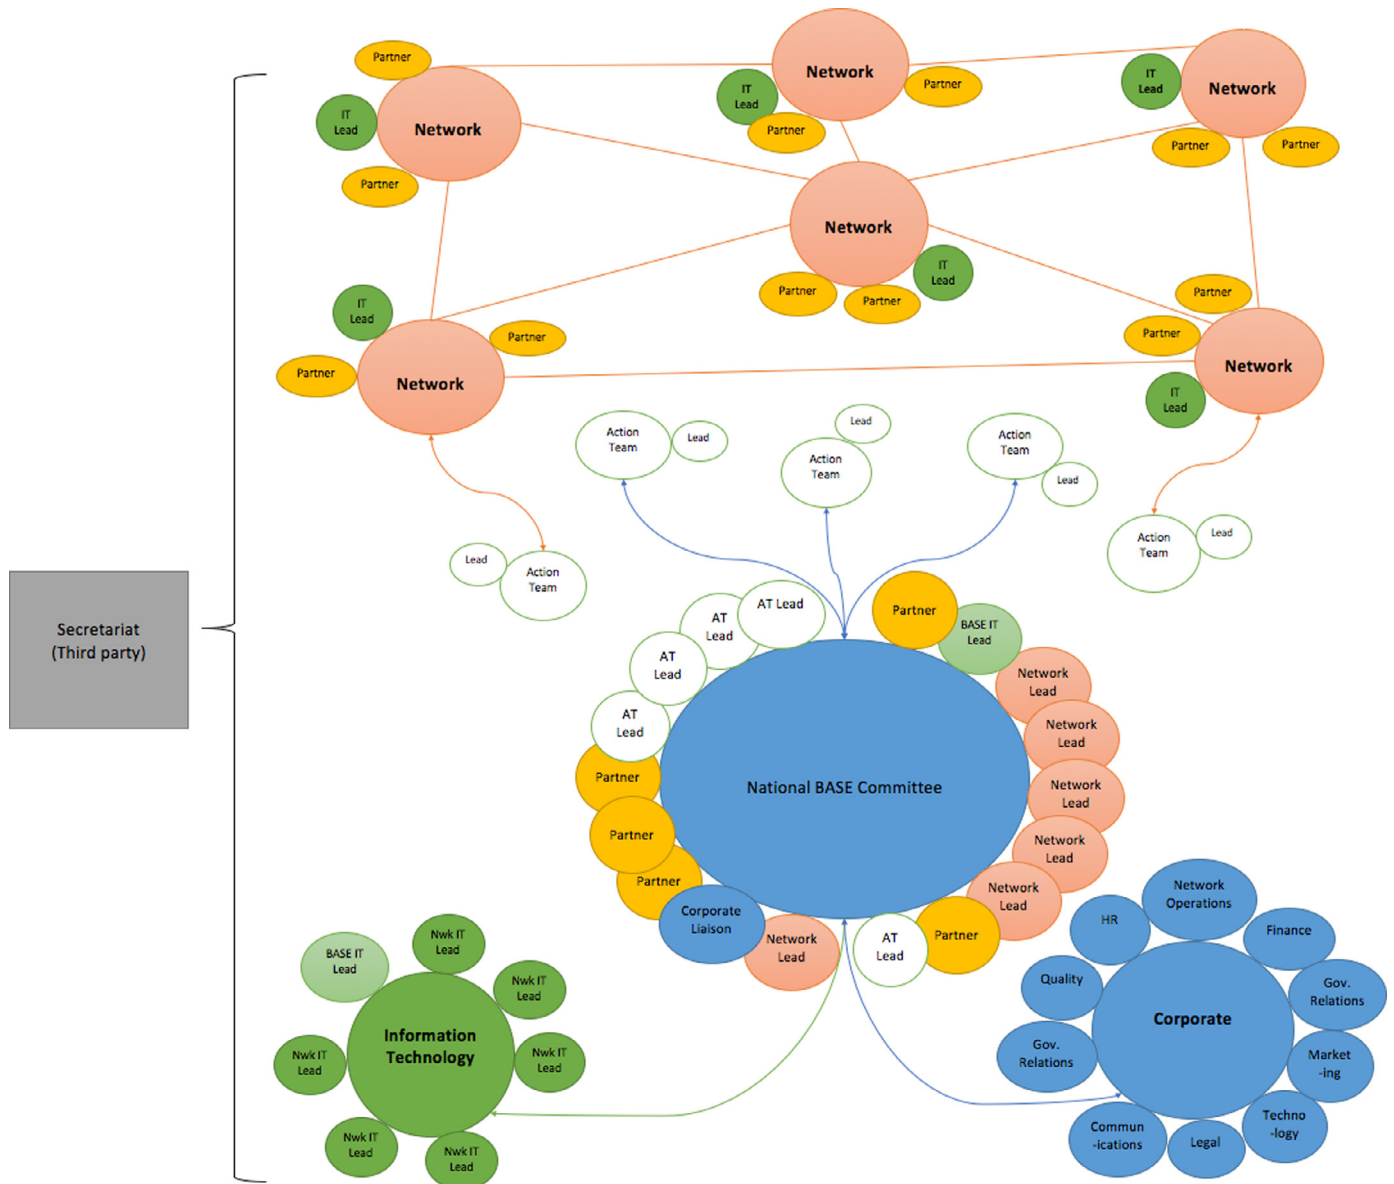 Partner
IT
Lead
Network
Partner
Network
IT
Lead
Partner
Partner
IT
Lead
Network
Partner
Partner
Network
IT
Lead
Partner
Partner
IT
Lead
Partner
Partner
Network
Partner
Partner
Network
IT
Lead
Action
Team
Lead
Lead
Action
Team
Action
Team
Lead
Lead
Action
Team
Action
Team
Lead
Secretariat
(Third party)
AT Lead
AT
Lead
AT
Lead
AT
Lead
Partner
Partner
Partner
Corporate
Liaison
Network
Lead
National BASE Committee
Partner
BASE IT
Lead
Network
Lead
Network
Lead
Network
Lead
Network
Lead
Network
Lead
Partner
AT
Lead
BASE IT
Lead
Nwk IT
Lead
Nwk IT
Lead
Nwk IT
Lead
Nwk IT
Lead
Nwk IT
Lead
Nwk IT
Lead
Information
Technology
HR
Network
Operations
Finance
Quality
Gov.
Relations
Corporate
Gov.
Relations
Market
-ing
Commun
-ications
Legal
Techno
-logy